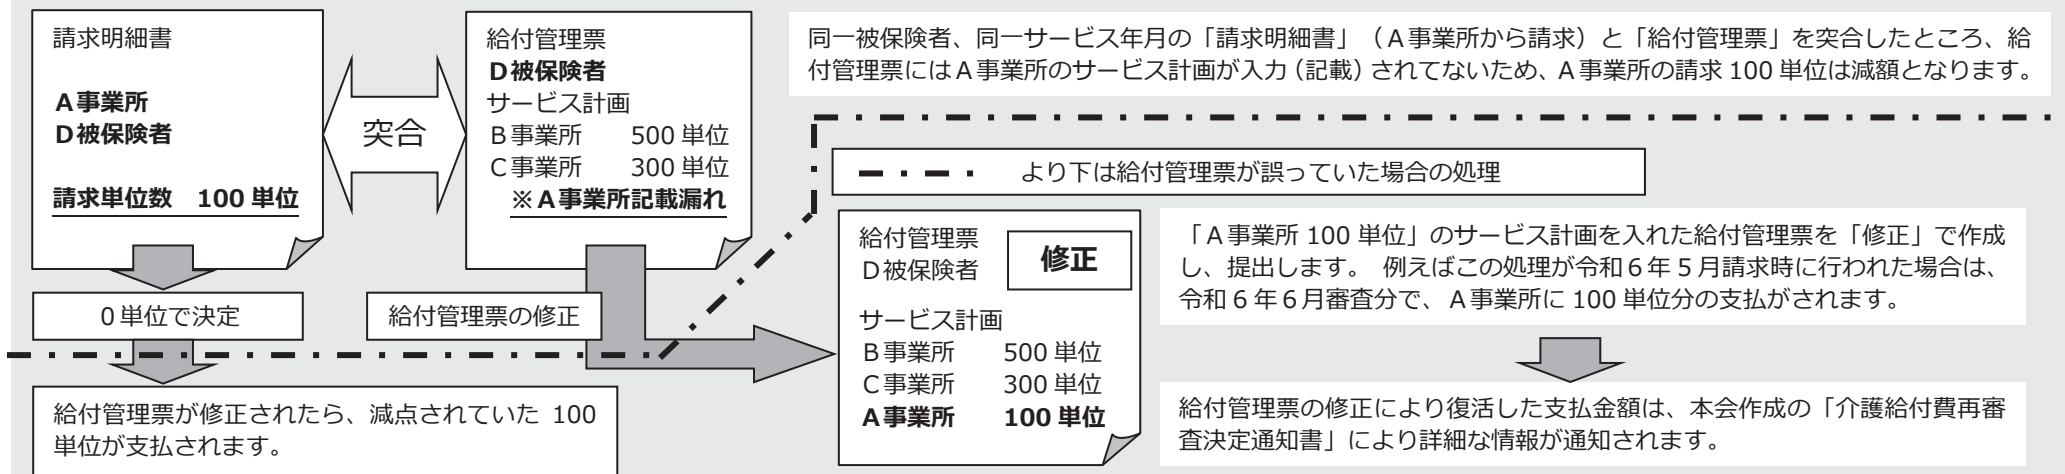 請求明細書
A事業所
D被保険者
請求単位数　100 単位
突合
給付管理票
D被保険者
サービス計画
B事業所　500 単位
C事業所　300 単位
※A事業所記載漏れ
同一被保険者、同一サービス年月の「請求明細書」（A事業所から請求）と「給付管理票」を突合したところ、給
付管理票にはA事業所のサービス計画が入力（記載）されてないため、A事業所の請求 100 単位は減額となります。
より下は給付管理票が誤っていた場合の処理
0単位で決定
給付管理票の修正
給付管理票が修正されたら、減点されていた 100
単位が支払されます。
給付管理票
D被保険者
修正
サービス計画
B事業所　500 単位
C事業所　300 単位
A事業所　100 単位
「A事業所 100 単位」のサービス計画を入れた給付管理票を「修正」で作成
し、提出します。 例えばこの処理が令和6年5月請求時に行われた場合は、
令和6年6月審査分で、A事業所に 100 単位分の支払がされます。
給付管理票の修正により復活した支払金額は、本会作成の「介護給付費再審
査決定通知書」により詳細な情報が通知されます。